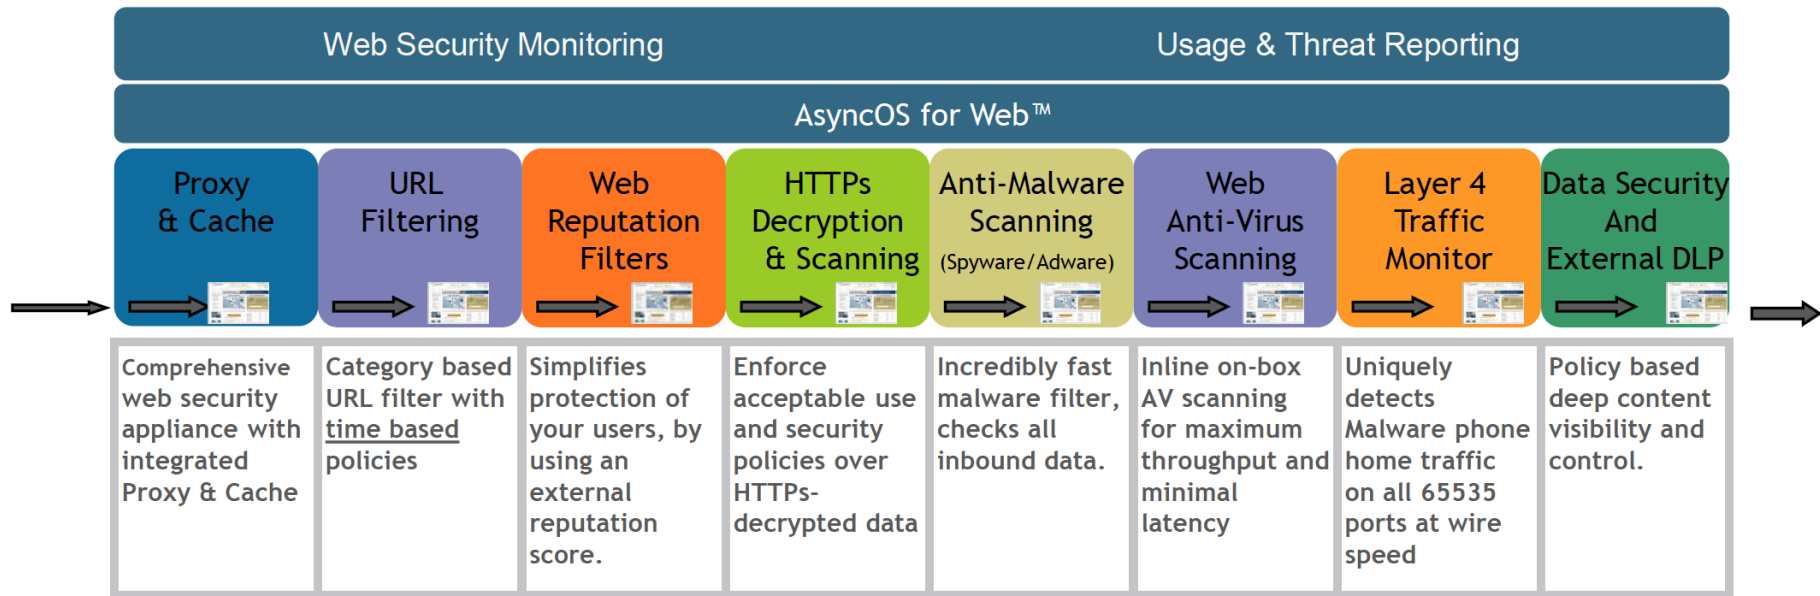 Web Security Monitoring
Usage & Threat Reporting
AsyncOS for Web™
Proxy
& Cache
URL
Filtering
Web
Reputation
Filters
HTTPs
Decryption
& Scanning
Anti-Malware
Scanning
(Spyware/Adware)
Web
Anti-Virus
Scanning
Layer 4
Traffic
Monitor
Data Security
And
External DLP
Comprehensive
web security
appliance with
integrated
Proxy & Cache
Category based
URL filter with
time based
policies
Simplifies
protection of
your users, by
using an
external
reputation
score.
Enforce
acceptable use
and security
policies over
HTTPs-
decrypted data
Incredibly fast
malware filter,
checks all
inbound data.
Inline on-box
AV scanning
for maximum
throughput and
minimal
latency
Uniquely
detects
Malware phone
home traffic
on all 65535
ports at wire
speed
Policy based
deep content
visibility and
control.